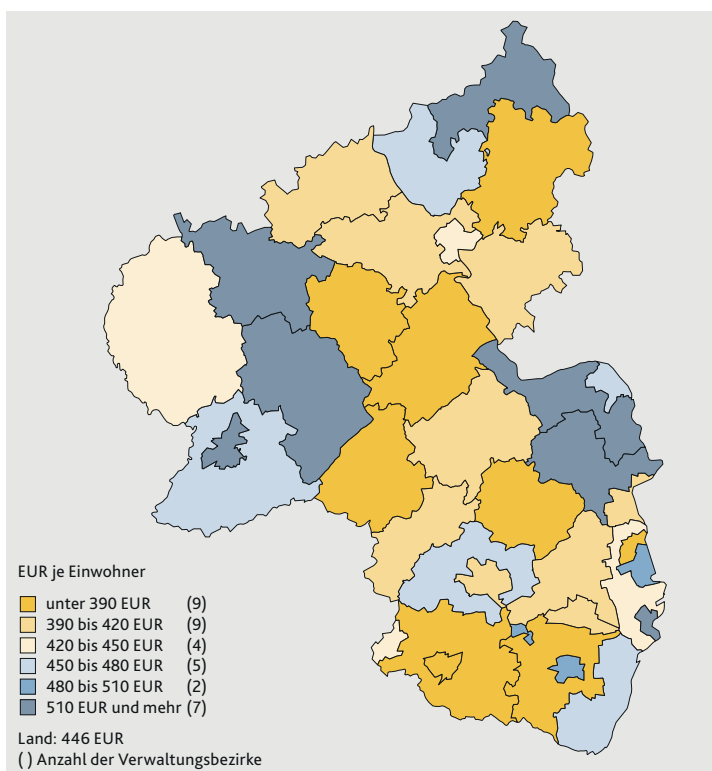 EUR je Einwohner
unter 390 EUR (9)
390 bis 420 EUR (9)
420 bis 450 EUR (4)
450 bis 480 EUR (5)
480 bis 510 EUR (2)
510 EUR und mehr (7)
Land: 446 EUR
( ) Anzahl der Verwaltungsbezirke